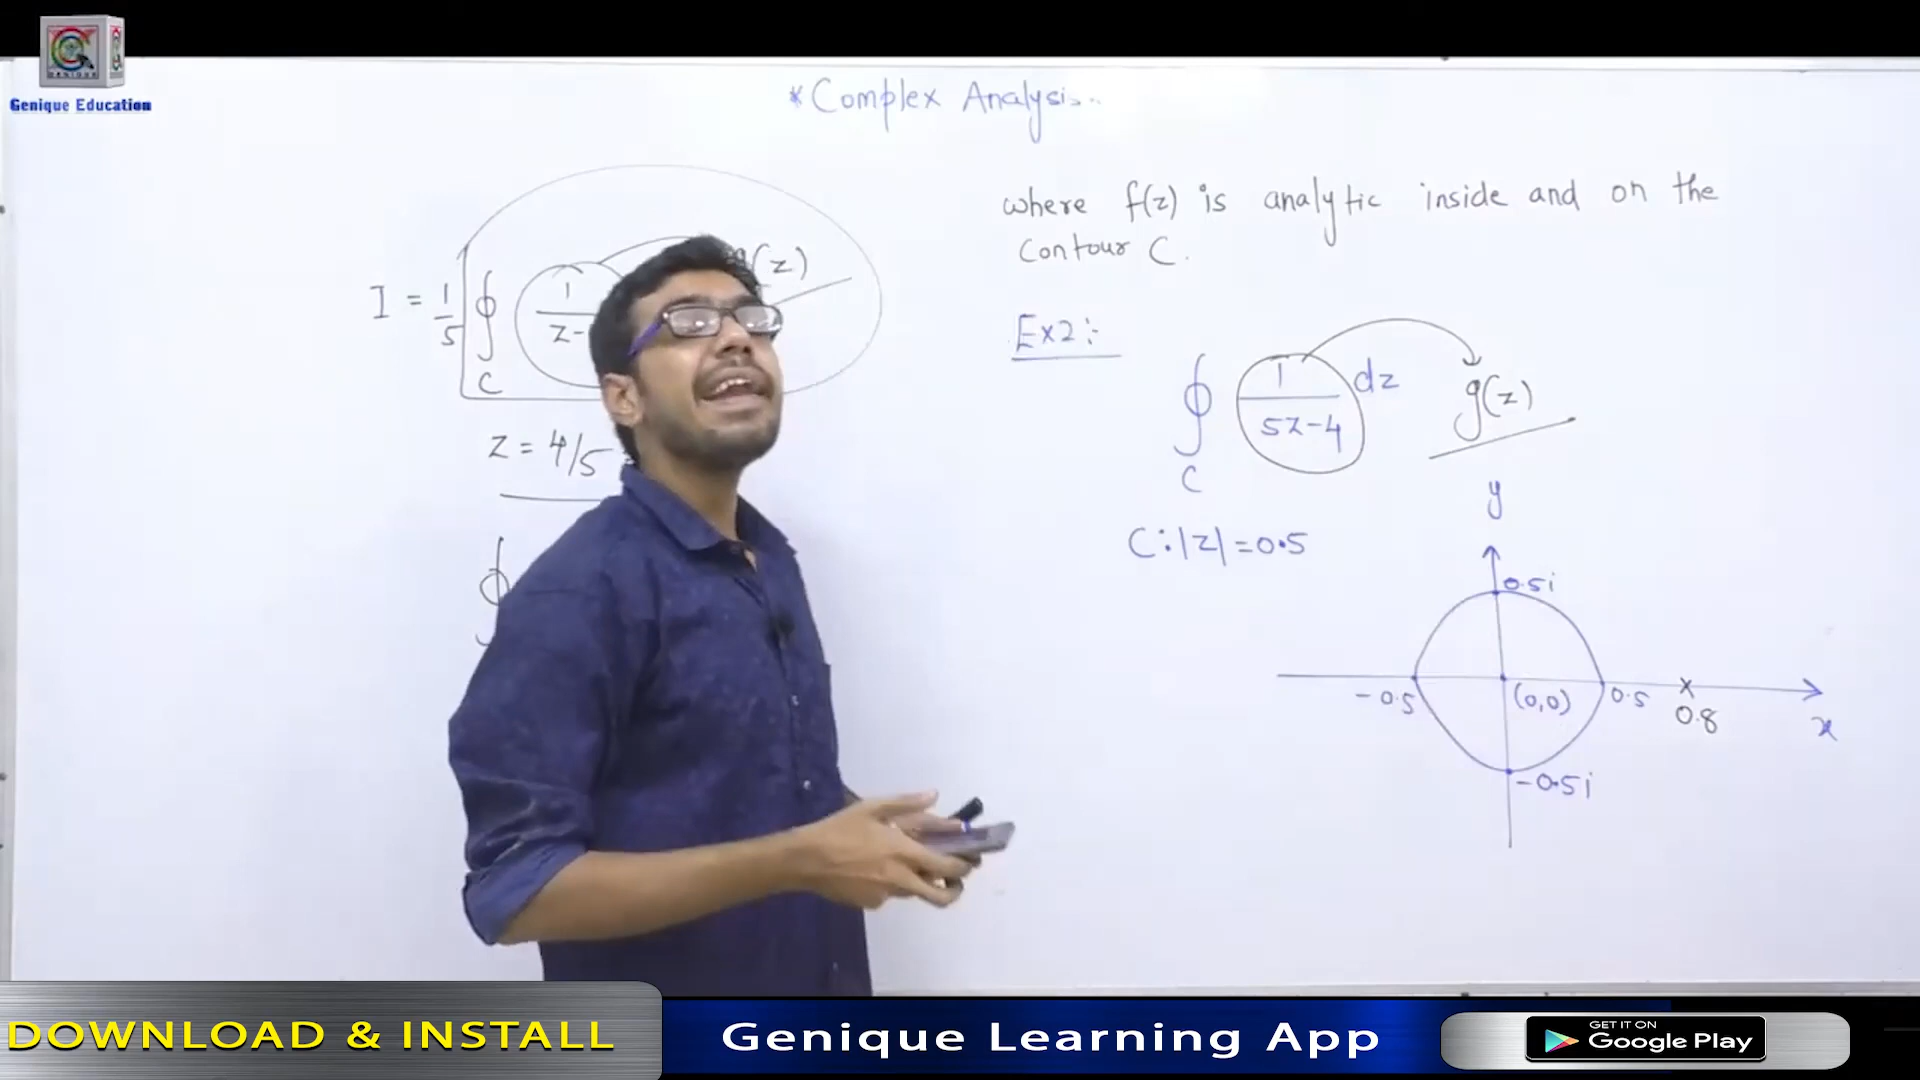 GENIQUE
Genique Education
*Complex Analysis..
I = 1/5 ∮ 1/z- g(z)
C
z = 4/5
∮
where f(z) is analytic inside and on the
Contour C.
Ex2:-
∮ 1/5z-4 dz g(z)
C
C:|z|=0.5
y
0.5i
-0.5 (0,0) 0.5 x 0.8
x
-0.5i
DOWNLOAD & INSTALL
Genique Learning App
GET IT ON
Google Play